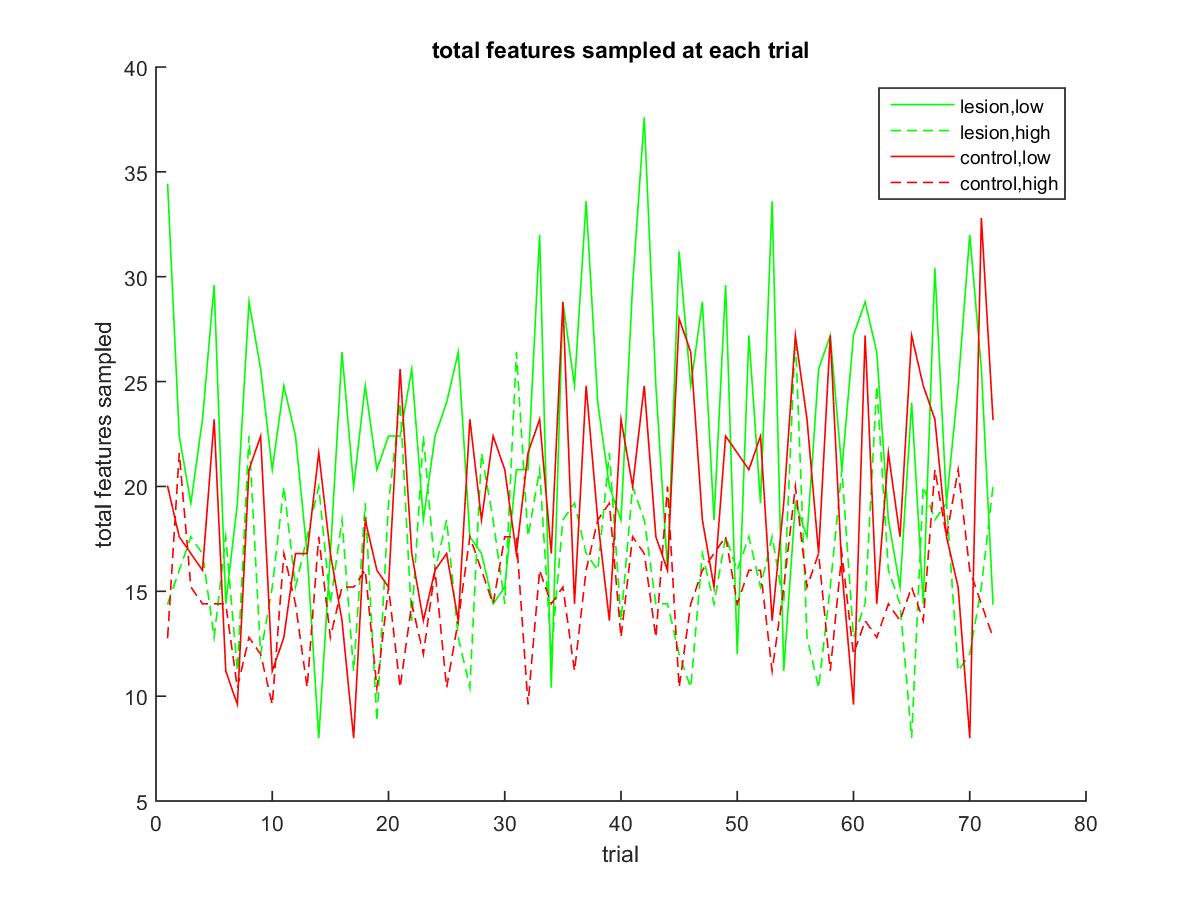 total features sampled at each trial
40
35
30
25
20
15
10
5
total features sampled
lesion,low
lesion,high
control,low
control,high
0 10 20 30 40 50 60 70 80
trial